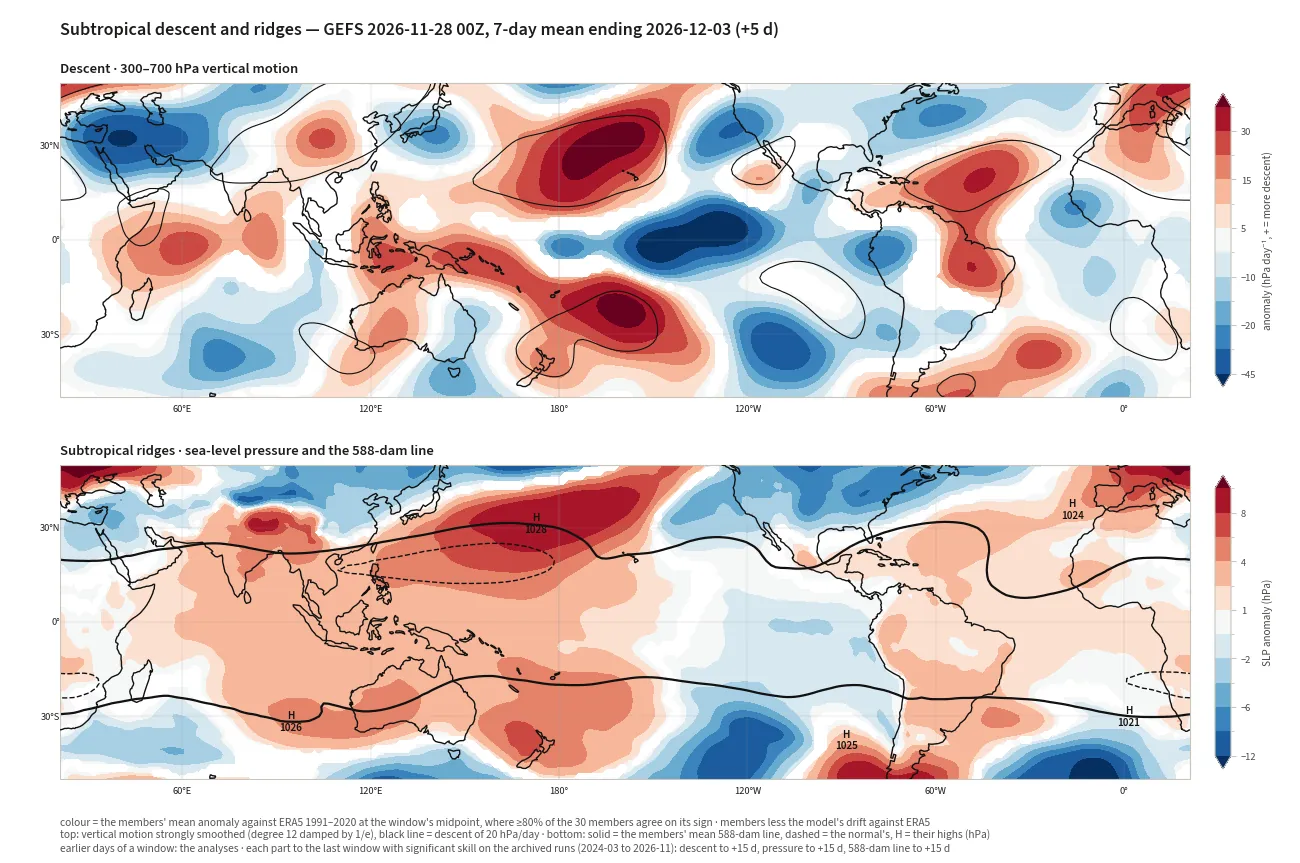 Subtropical descent and ridges — GEFS 2026-11-28 00Z, 7-day mean ending 2026-12-03 (+5 d)
Descent · 300–700 hPa vertical motion
30°N
0°
30°S
60°E
120°E
180°
120°W
60°W
0°
30
15
5
−10
−20
−45
anomaly (hPa day⁻¹, + = more descent)
Subtropical ridges · sea-level pressure and the 588-dam line
30°N
0°
30°S
H
1026
H
1024
H
1026
H
1025
H
1021
60°E
120°E
180°
120°W
60°W
0°
8
4
1
−2
−6
−12
SLP anomaly (hPa)
colour = the members' mean anomaly against ERA5 1991–2020 at the window's midpoint, where ≥80% of the 30 members agree on its sign · members less the model's drift against ERA5
top: vertical motion strongly smoothed (degree 12 damped by 1/e), black line = descent of 20 hPa/day · bottom: solid = the members' mean 588-dam line, dashed = the normal's, H = their highs (hPa)
earlier days of a window: the analyses · each part to the last window with significant skill on the archived runs (2024-03 to 2026-11): descent to +15 d, pressure to +15 d, 588-dam line to +15 d